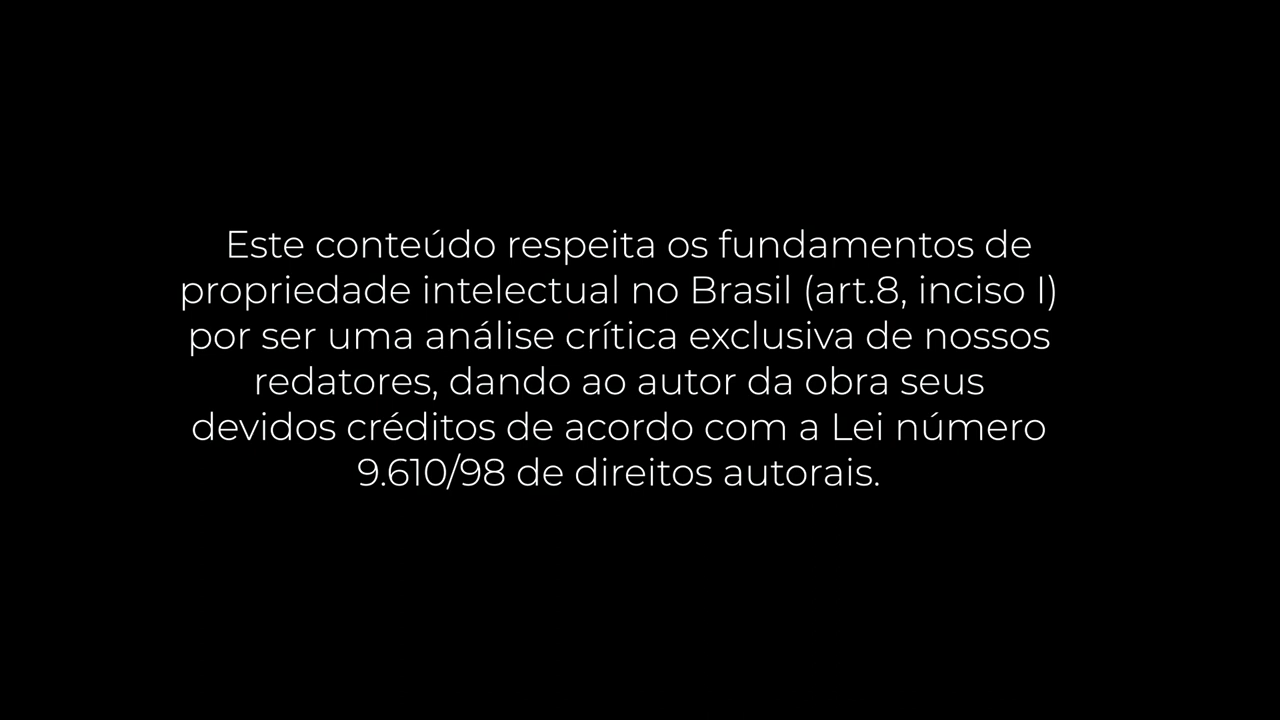 Este conteúdo respeita os fundamentos de
propriedade intelectual no Brasil (art.8, inciso I)
por ser uma análise crítica exclusiva de nossos
redatores, dando ao autor da obra seus
devidos créditos de acordo com a Lei número
9.610/98 de direitos autorais.